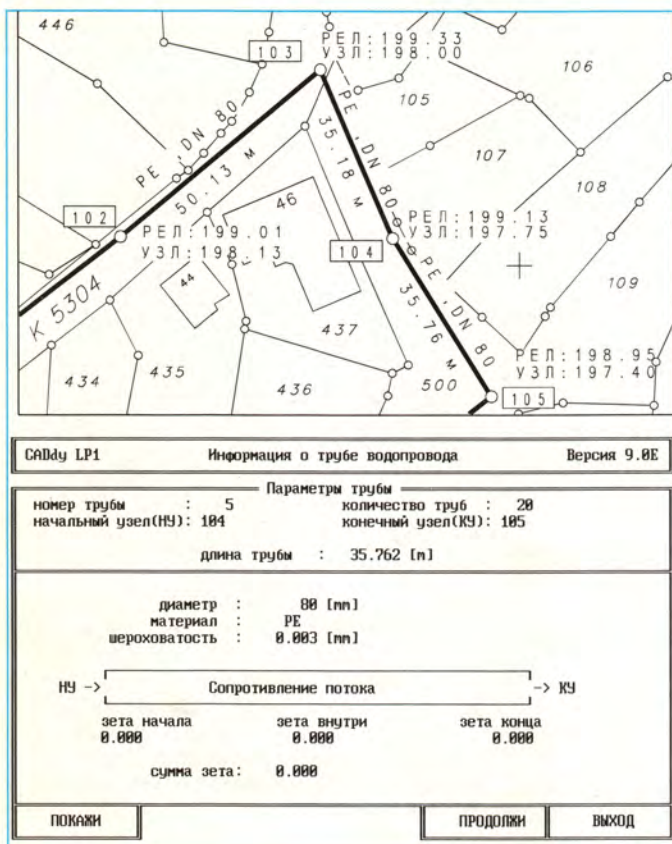 446
103
РЕЛ:199.33
УЗЛ:198.00
106
105
PE ,DN 80
PE ,DN 80
107
50.13 м
35.18 м
108
102
46
РЕЛ:199.01
УЗЛ:198.13
104
РЕЛ:199.13
УЗЛ:197.75
K 5304
44
PE ,DN 80
109
437
35.76 м
РЕЛ:198.95
УЗЛ:197.40
434
435
436
500
105
CADdy LP1 Информация о трубе водопровода Версия 9.0E
Параметры трубы
номер трубы : 5 количество труб : 20
начальный узел(НУ): 104 конечный узел(КУ): 105
длина трубы : 35.762 [m]
диаметр : 80 [mm]
материал : PE
шероховатость : 0.003 [mm]
НУ -> Сопротивление потока -> КУ
зета начала зета внутри зета конца
0.000 0.000 0.000
сумма зета: 0.000
ПОКАЖИ ПРОДОЛЖИ ВЫХОД